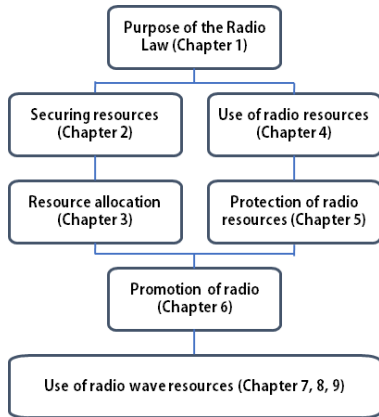 Purpose of the Radio
Law (Chapter 1)
Securing resources
(Chapter 2)
Use of radio resources
(Chapter 4)
Resource allocation
(Chapter 3)
Protection of radio
resources (Chapter 5)
Promotion of radio
(Chapter 6)
Use of radio wave resources (Chapter 7, 8, 9)